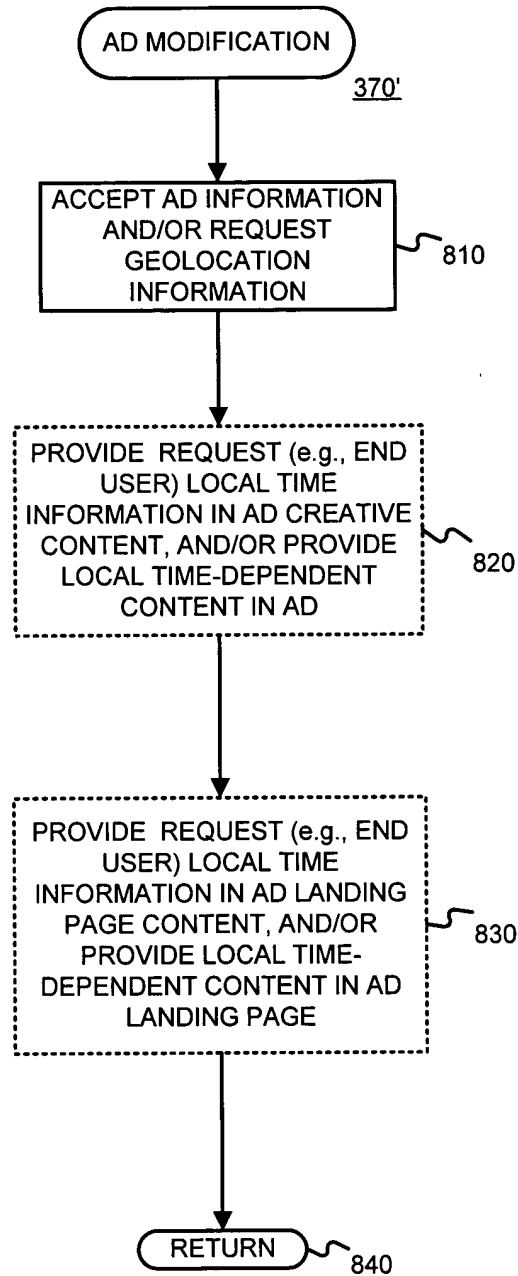 AD MODIFICATION
370'
ACCEPT AD INFORMATION
AND/OR REQUEST
GEOLOCATION
INFORMATION
810
PROVIDE REQUEST (e.g., END
USER) LOCAL TIME
INFORMATION IN AD CREATIVE
CONTENT, AND/OR PROVIDE
LOCAL TIME-DEPENDENT
CONTENT IN AD
820
PROVIDE REQUEST (e.g., END
USER) LOCAL TIME
INFORMATION IN AD LANDING
PAGE CONTENT, AND/OR
PROVIDE LOCAL TIME-
DEPENDENT CONTENT IN AD
LANDING PAGE
830
RETURN
840